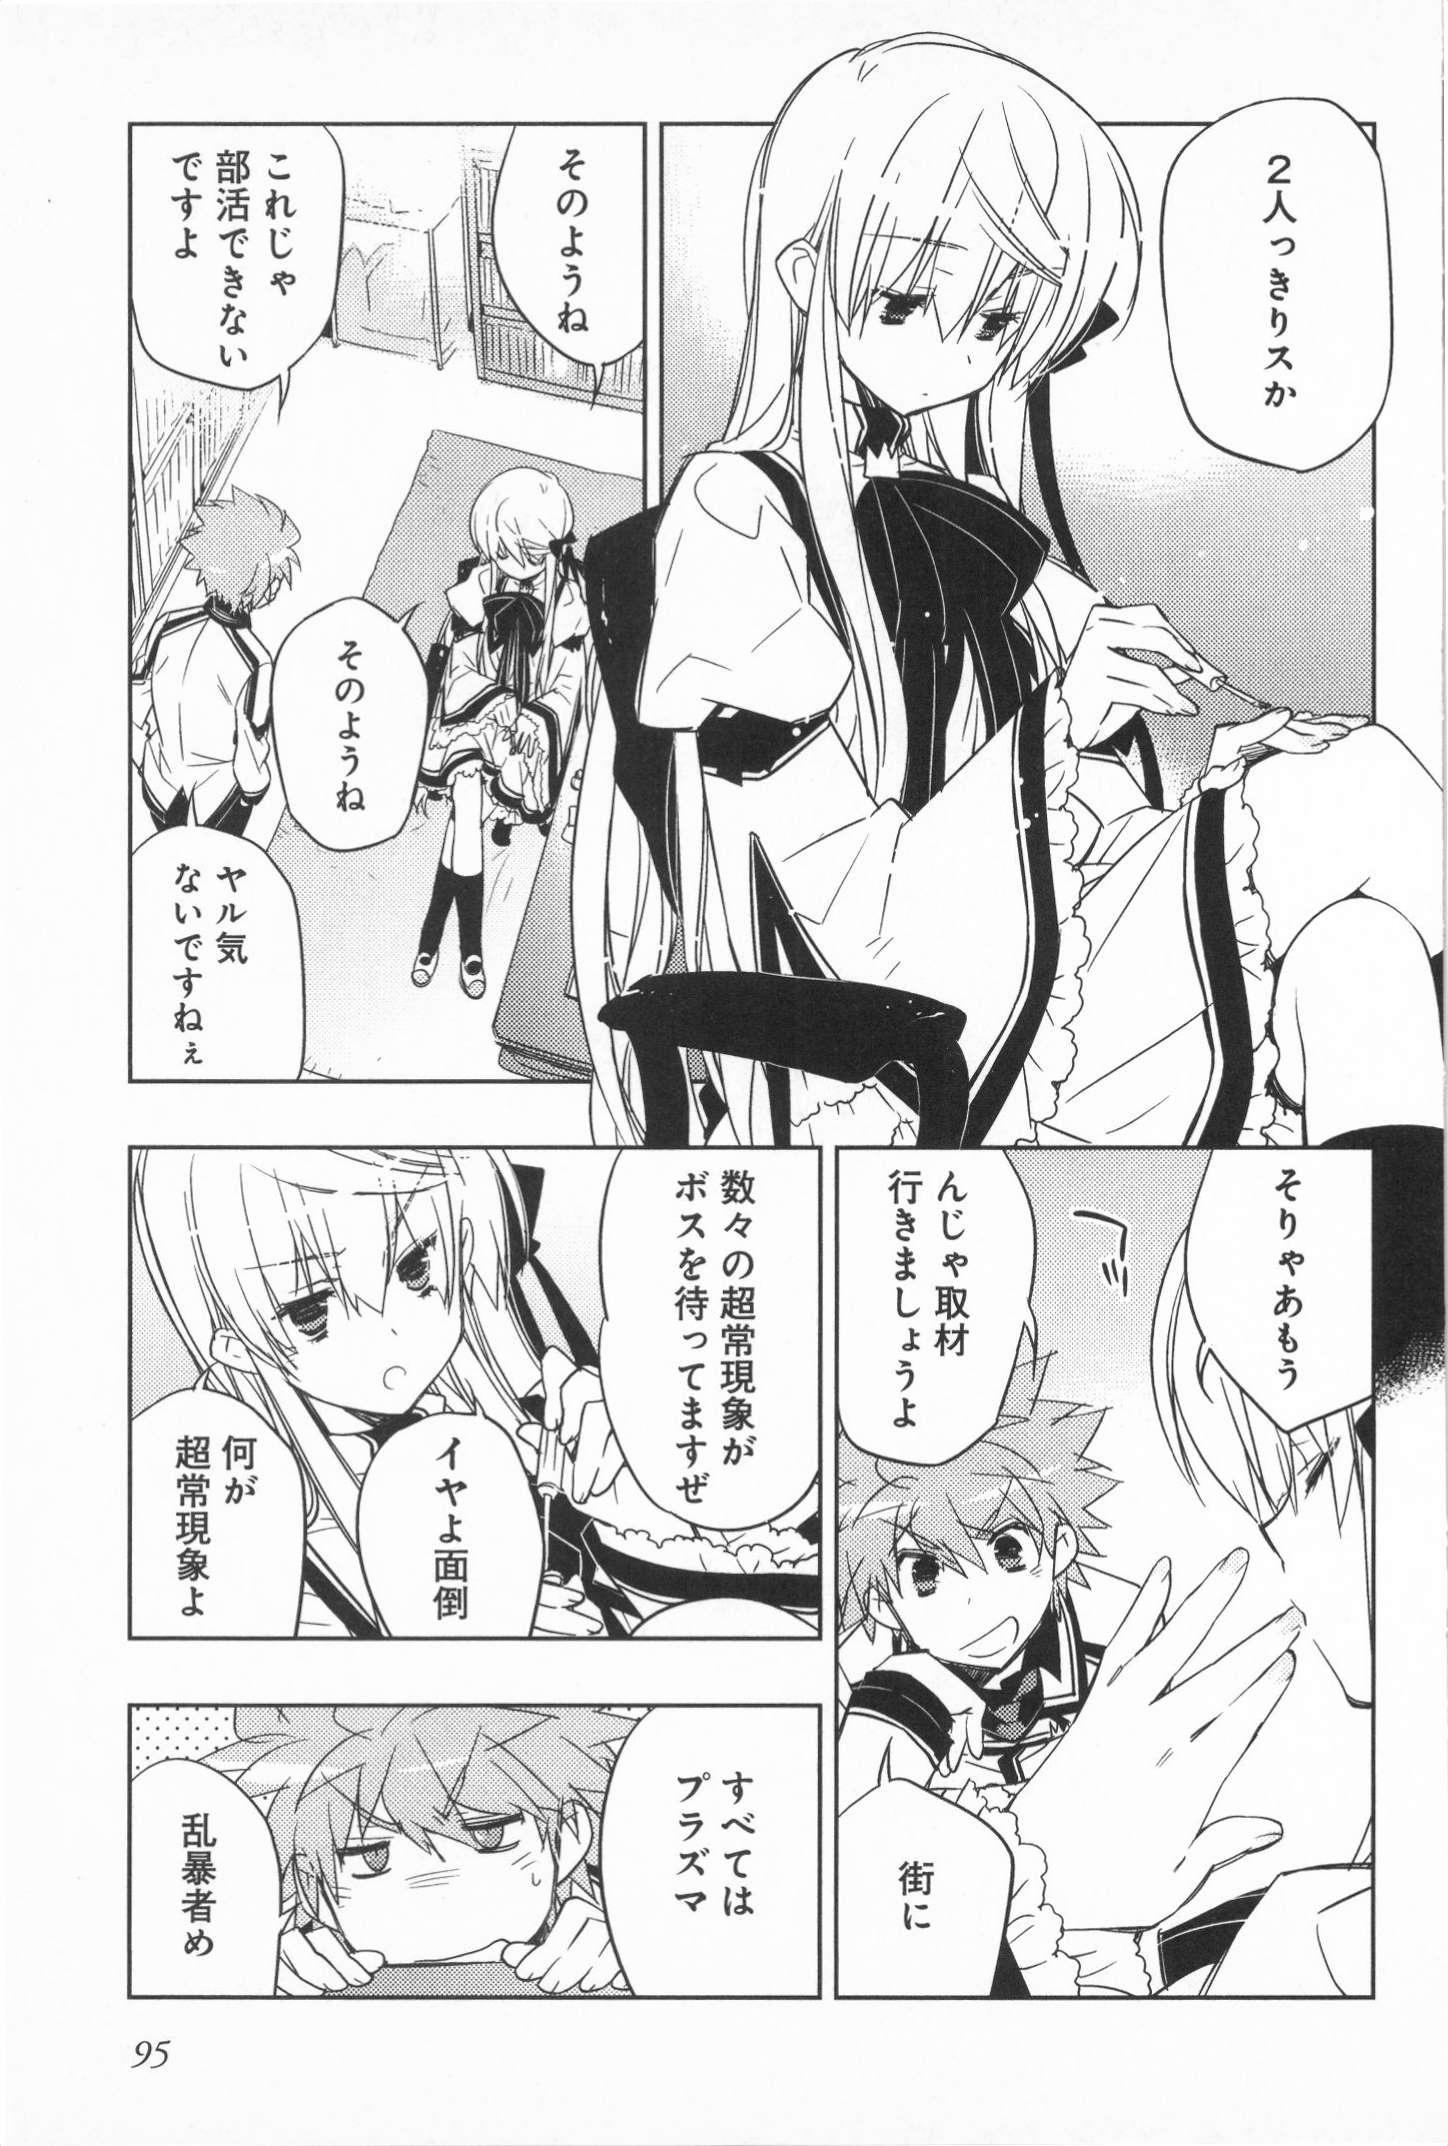 2人っきりスか
そのようね
これじゃ
部活できない
ですよ
そのようね
ヤル気
ないですねぇ
そりゃあもう
んじゃ取材
行きましょうよ
街に
数々の超常現象が
ボスを待ってますぜ
イヤよ面倒
何が
超常現象よ
すべては
プラズマ
乱暴者め
95